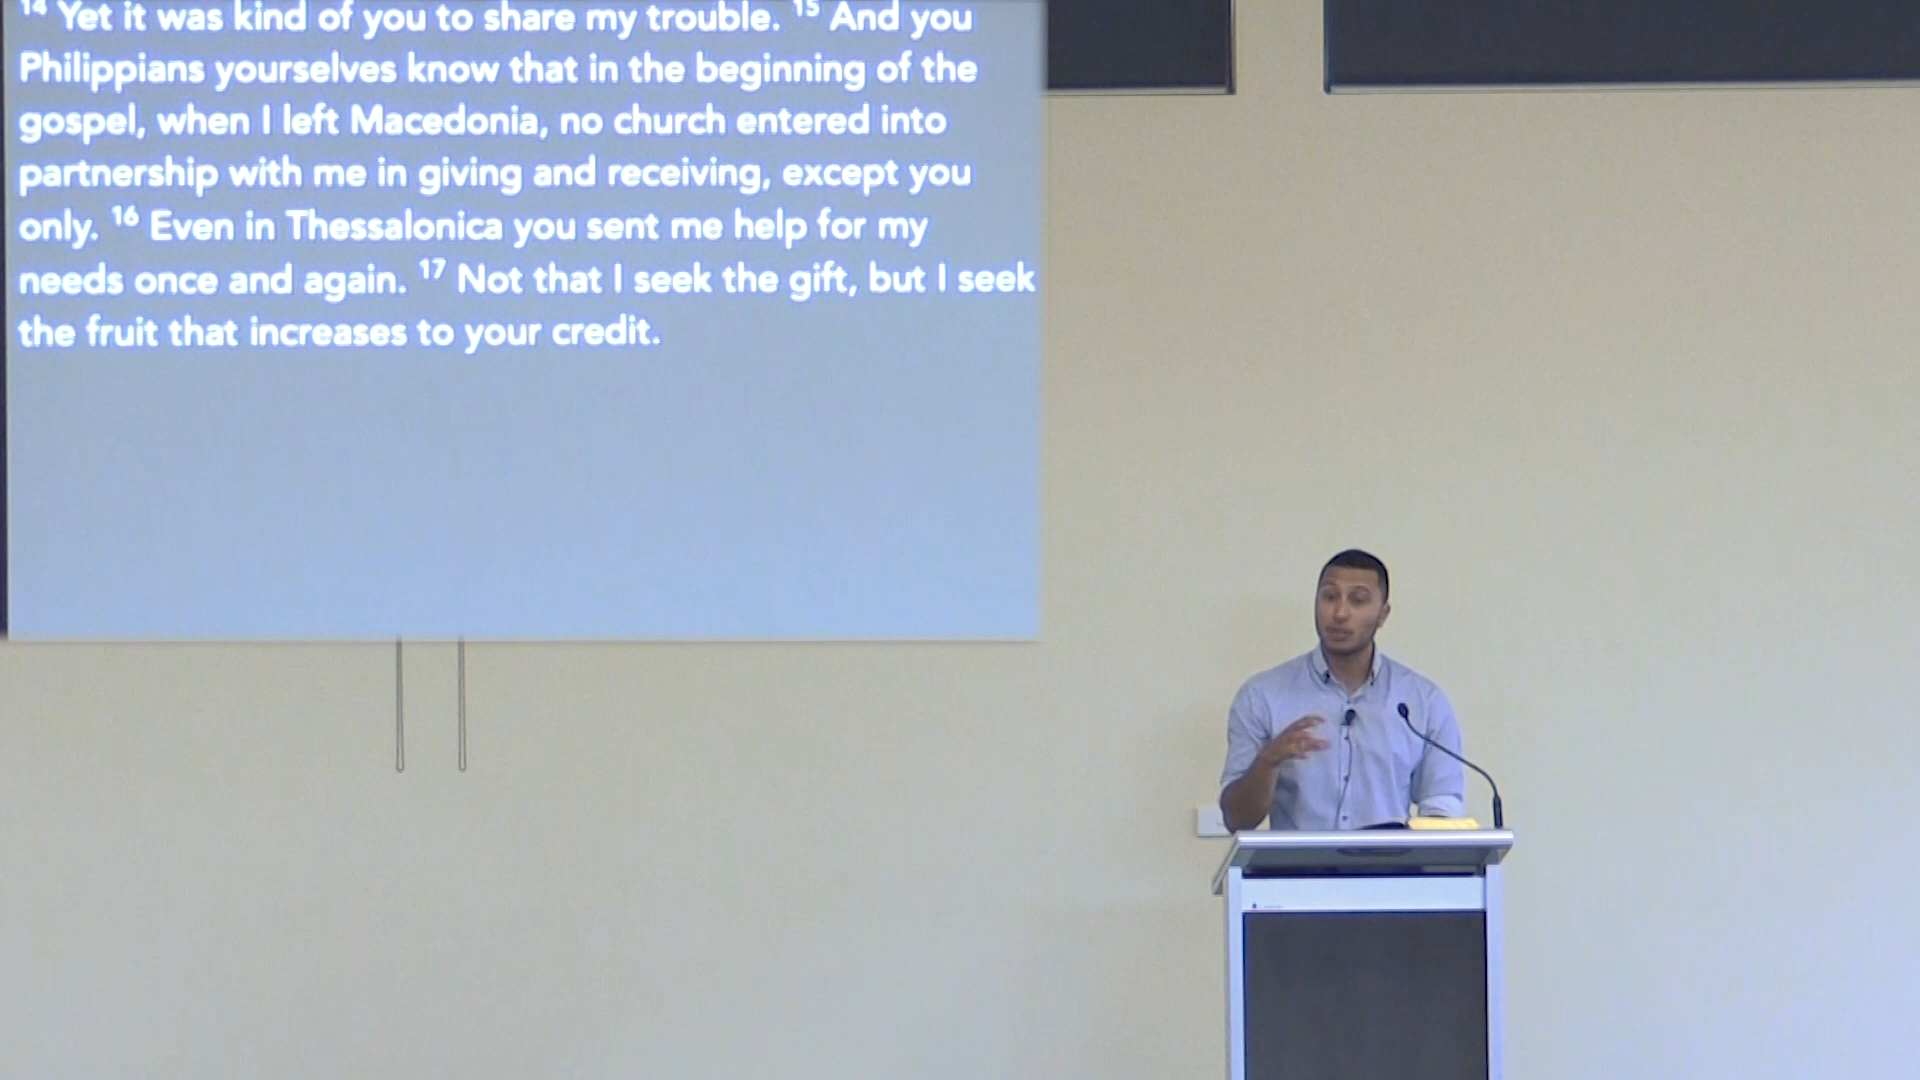 14 Yet it was kind of you to share my trouble. 15 And you
Philippians yourselves know that in the beginning of the
gospel, when I left Macedonia, no church entered into
partnership with me in giving and receiving, except you
only. 16 Even in Thessalonica you sent me help for my
needs once and again. 17 Not that I seek the gift, but I seek
the fruit that increases to your credit.